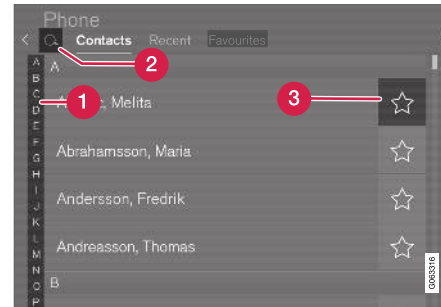 Phone
Contacts Recent Favourites
2
A
A
B
C
D
E
F
G
H
I
J
K
L
M
N
O
P
1
, Melita
3
Abrahamsson, Maria
Andersson, Fredrik
Andreasson, Thomas
B
G063316